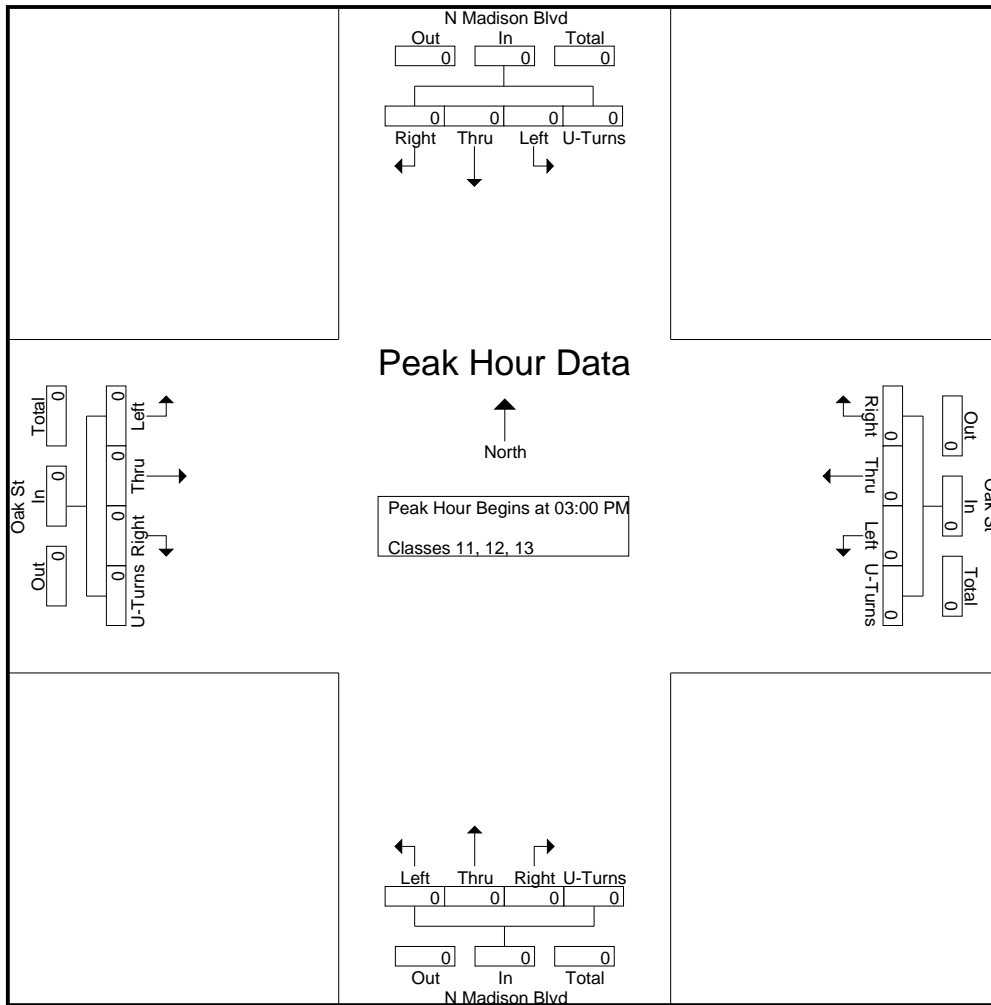 N Madison Blvd
Out In Total
0 0 0
0 0 0 0
Right Thru Left U-Turns
Peak Hour Data
North
Peak Hour Begins at 03:00 PM
Classes 11, 12, 13
Oak St
Total In Out
0 0 0
0 0 0 0
Left Thru Right U-Turns
Right Thru Left U-Turns
0 0 0 0
Out In Total
0 0 0
Oak St
Left Thru Right U-Turns
0 0 0 0
0 0 0
Out In Total
N Madison Blvd